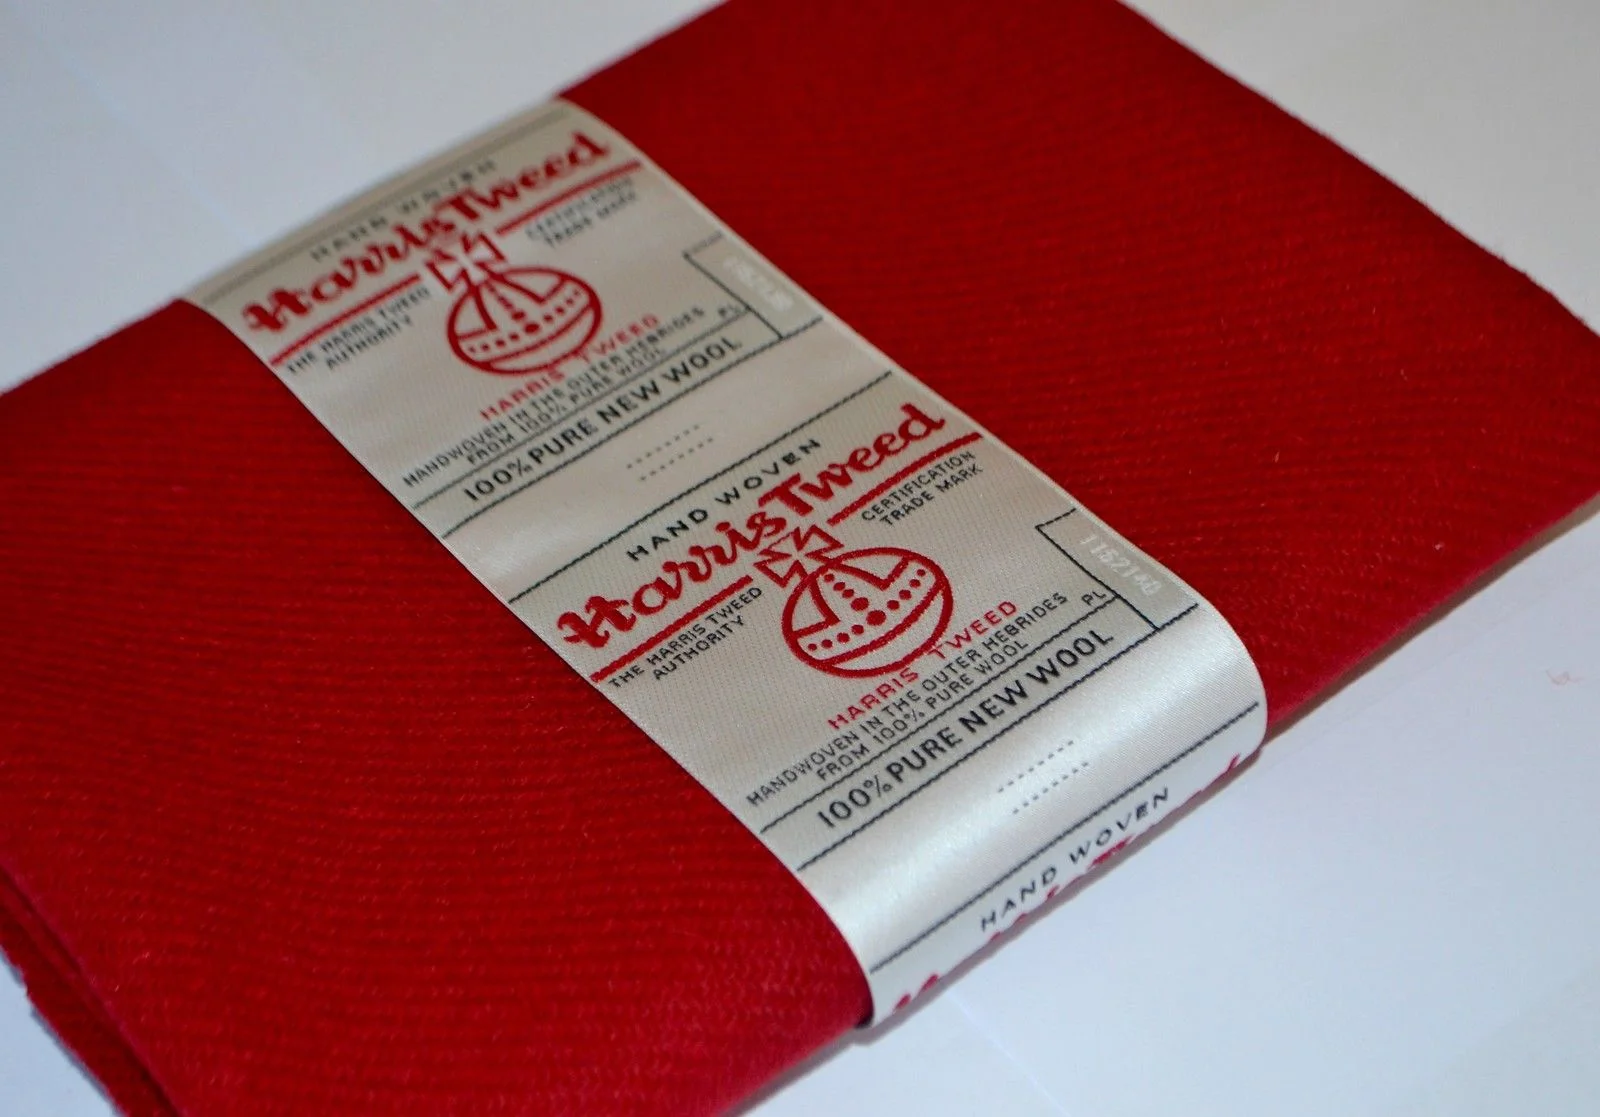 HAND WOVEN
Harris Tweed
CERTIFICATION
TRADE MARK
THE HARRIS TWEED
AUTHORITY
HARRIS TWEED
HANDWOVEN IN THE OUTER HEBRIDES
FROM 100% PURE WOOL
PL
100% PURE NEW WOOL
HAND WOVEN
Harris Tweed
CERTIFICATION
TRADE MARK
THE HARRIS TWEED
AUTHORITY
HARRIS TWEED
HANDWOVEN IN THE OUTER HEBRIDES
FROM 100% PURE WOOL
PL
100% PURE NEW WOOL
HAND WOVEN